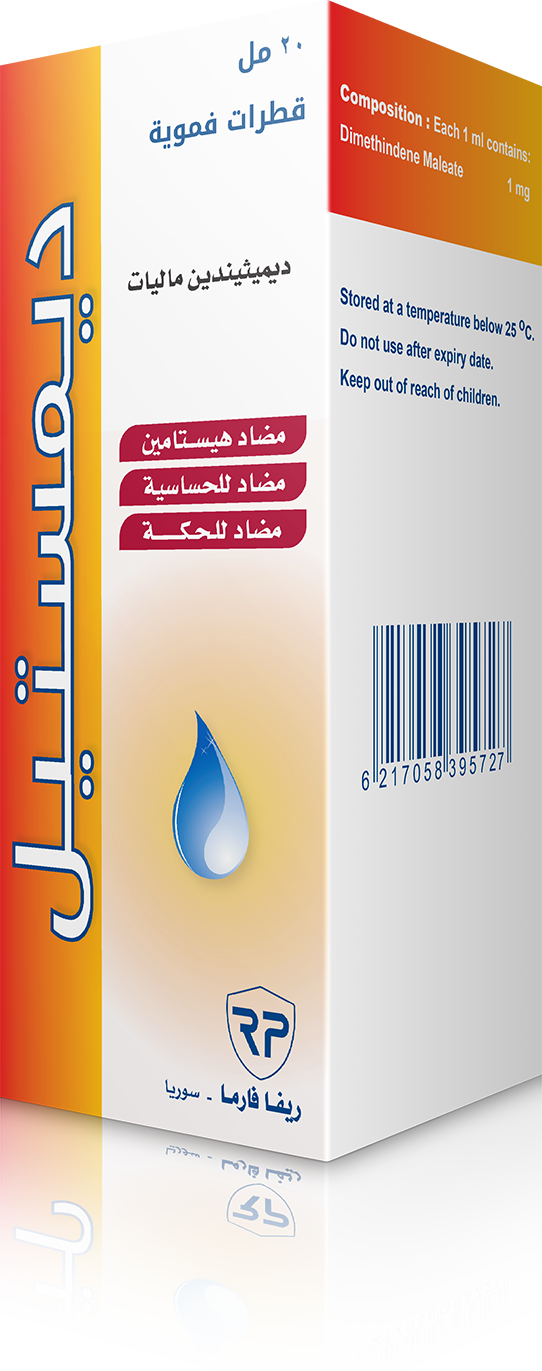 ٢٠ مل
قطرات فموية
ديميثيندين ماليات
مضاد هيستامين
مضاد للحساسية
مضاد للحكة
ديمستيل
RP
ريفا فارما - سوريا
Composition : Each 1 ml contains:
Dimethindene Maleate 1 mg
Stored at a temperature below 25 ºC.
Do not use after expiry date.
Keep out of reach of children.
6 217058 395727